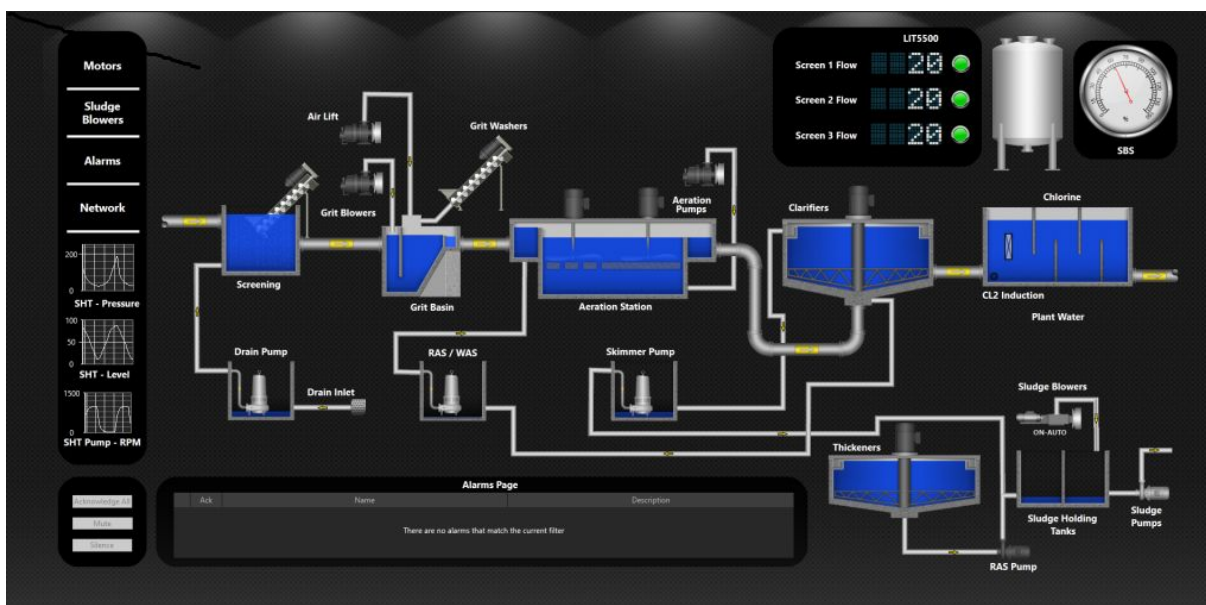 Motors
Sludge
Blowers
Alarms
Network
200
0
SHT - Pressure
100
50
0
SHT - Level
1500
0
SHT Pump - RPM
Acknowledge All
Mute
Silence
LIT5500
Screen 1 Flow 20
Screen 2 Flow 20
Screen 3 Flow 20
%
SBS
Air Lift
Grit Washers
Grit Blowers
Aeration
Pumps
Clarifiers
Chlorine
Screening
Grit Basin
Aeration Station
CL2 Induction
Plant Water
Drain Pump
RAS / WAS
Skimmer Pump
Drain Inlet
Sludge Blowers
ON-AUTO
Thickeners
Sludge Holding
Tanks
Sludge
Pumps
RAS Pump
Alarms Page
Ack Name Description
There are no alarms that match the current filter